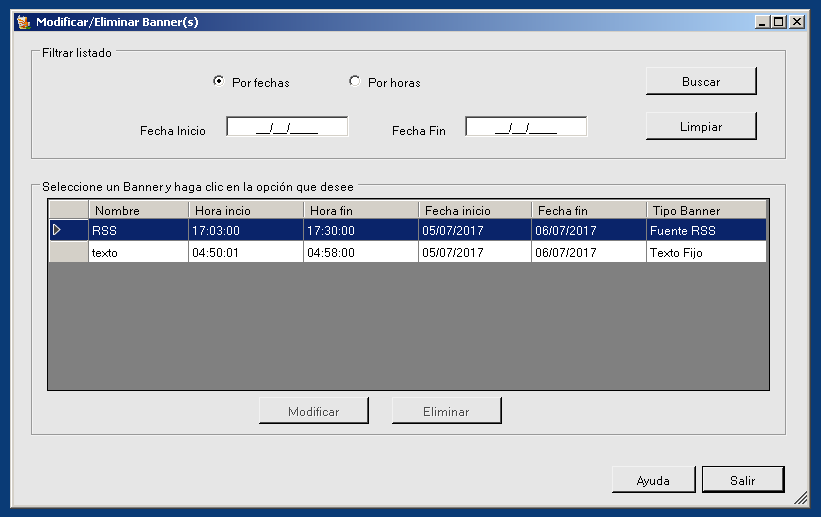 Modificar/Eliminar Banner(s)
Filtrar listado
Por fechas Por horas Buscar
Fecha Inicio __/__/____ Fecha Fin __/__/____ Limpiar
Seleccione un Banner y haga clic en la opción que desee
Nombre Hora incio Hora fin Fecha inicio Fecha fin Tipo Banner
RSS 17:03:00 17:30:00 05/07/2017 06/07/2017 Fuente RSS
texto 04:50:01 04:58:00 05/07/2017 06/07/2017 Texto Fijo
Modificar Eliminar
Ayuda Salir